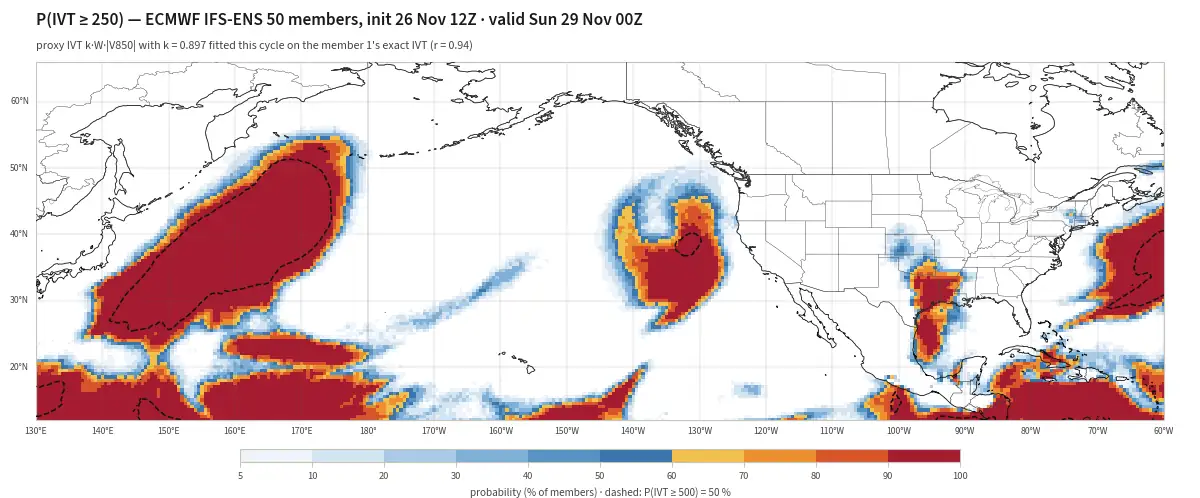 P(IVT ≥ 250) — ECMWF IFS-ENS 50 members, init 26 Nov 12Z · valid Sun 29 Nov 00Z
proxy IVT k·W·|V850| with k = 0.897 fitted this cycle on the member 1's exact IVT (r = 0.94)
60°N
50°N
40°N
30°N
20°N
130°E 140°E 150°E 160°E 170°E 180° 170°W 160°W 150°W 140°W 130°W 120°W 110°W 100°W 90°W 80°W 70°W 60°W
5 10 20 30 40 50 60 70 80 90 100
probability (% of members) · dashed: P(IVT ≥ 500) = 50 %